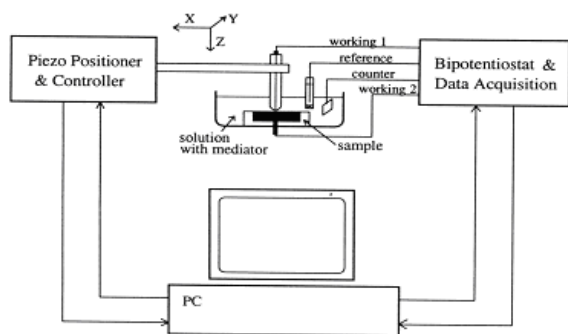 X
Y
Z
Piezo Positioner
& Controller
working 1
reference
counter
working 2
Bipotentiostat &
Data Acquisition
solution
with mediator
sample
PC